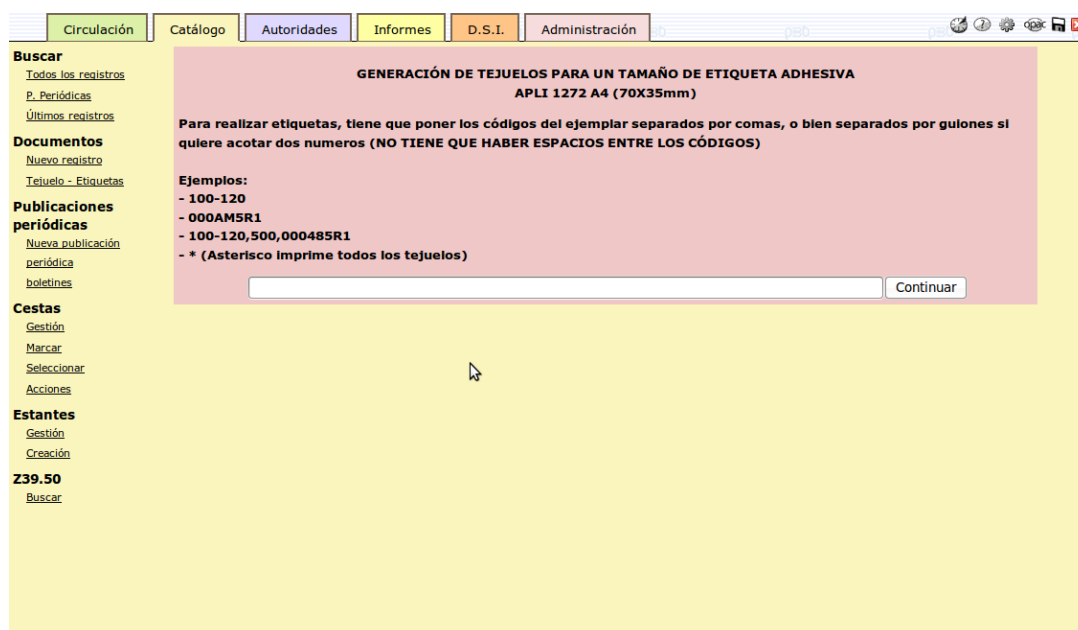 Circulación
Catálogo
Autoridades
Informes
D.S.I.
Administración
opac
Buscar
Todos los registros
P. Periódicas
Últimos registros
Documentos
Nuevo registro
Tejuelo - Etiquetas
Publicaciones
periódicas
Nueva publicación
periódica
boletines
Cestas
Gestión
Marcar
Seleccionar
Acciones
Estantes
Gestión
Creación
Z39.50
Buscar
GENERACIÓN DE TEJUELOS PARA UN TAMAÑO DE ETIQUETA ADHESIVA
APLI 1272 A4 (70X35mm)
Para realizar etiquetas, tiene que poner los códigos del ejemplar separados por comas, o bien separados por guiones si
quiere acotar dos numeros (NO TIENE QUE HABER ESPACIOS ENTRE LOS CÓDIGOS)
Ejemplos:
- 100-120
- 000AM5R1
- 100-120,500,000485R1
- * (Asterisco imprime todos los tejuelos)
Continuar